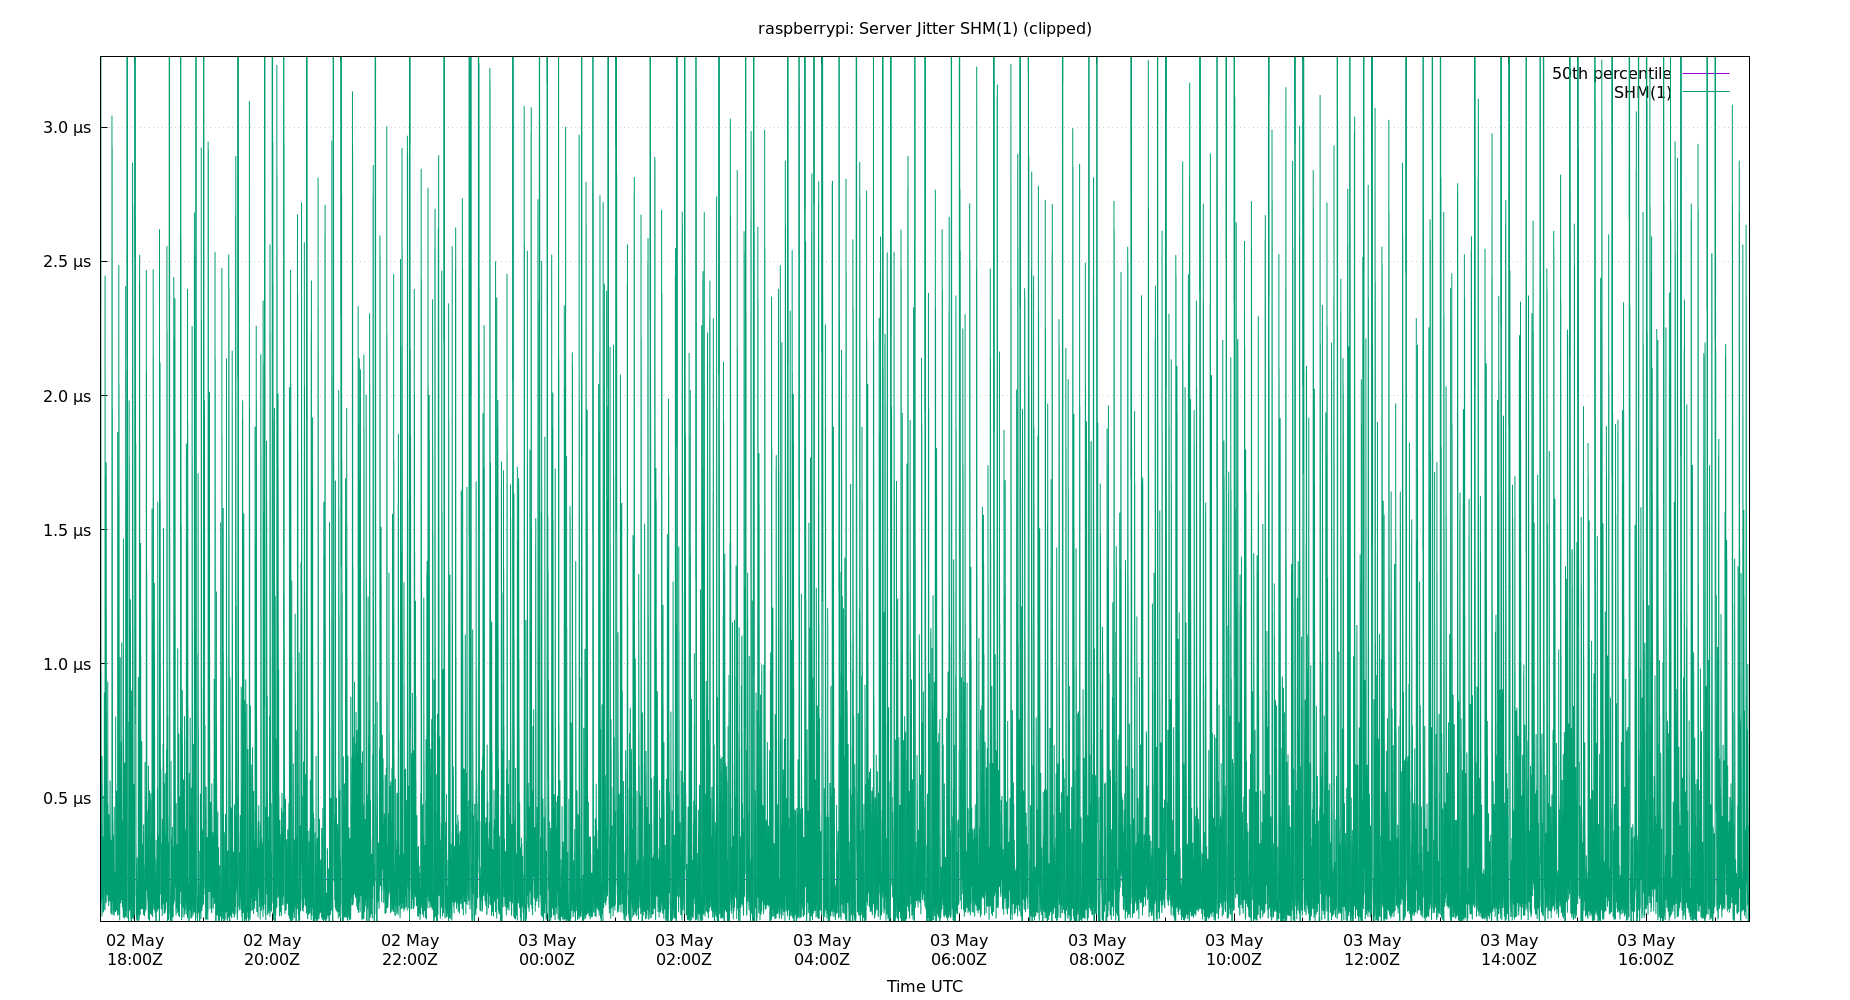 raspberrypi: Server Jitter SHM(1) (clipped)
50th percentile
SHM(1)
3.0 µs
2.5 µs
2.0 µs
1.5 µs
1.0 µs
0.5 µs
02 May 02 May 02 May 03 May 03 May 03 May 03 May 03 May 03 May 03 May 03 May 03 May
18:00Z 20:00Z 22:00Z 00:00Z 02:00Z 04:00Z 06:00Z 08:00Z 10:00Z 12:00Z 14:00Z 16:00Z
Time UTC